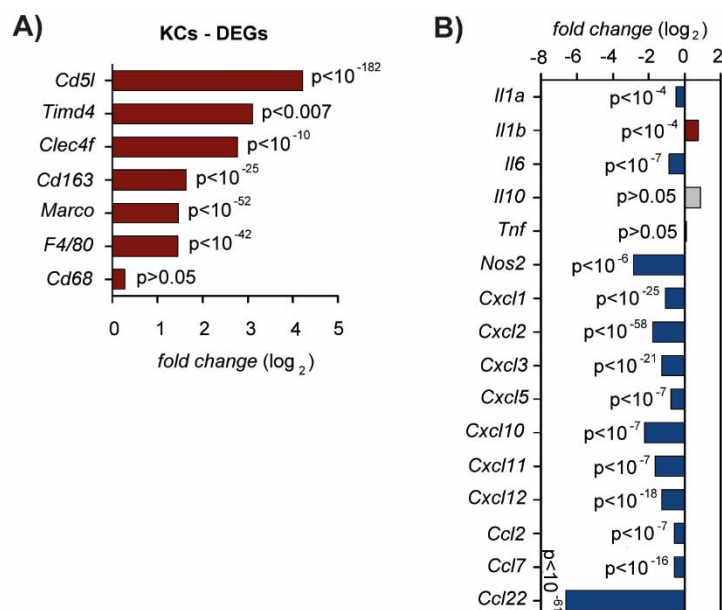 A)
KCs - DEGs
Cd5l p<10^-182
Timd4 p<0.007
Clec4f p<10^-10
Cd163 p<10^-25
Marco p<10^-52
F4/80 p<10^-42
Cd68 p>0.05
0 1 2 3 4 5
fold change (log₂)
B)
fold change (log₂)
-8 -6 -4 -2 0 2
Il1a p<10^-4
Il1b p<10^-4
Il6 p<10^-7
Il10 p>0.05
Tnf p>0.05
Nos2 p<10^-6
Cxcl1 p<10^-25
Cxcl2 p<10^-58
Cxcl3 p<10^-21
Cxcl5 p<10^-7
Cxcl10 p<10^-7
Cxcl11 p<10^-7
Cxcl12 p<10^-18
Ccl2 p<10^-7
Ccl7 p<10^-16
Ccl22 p<10^-61